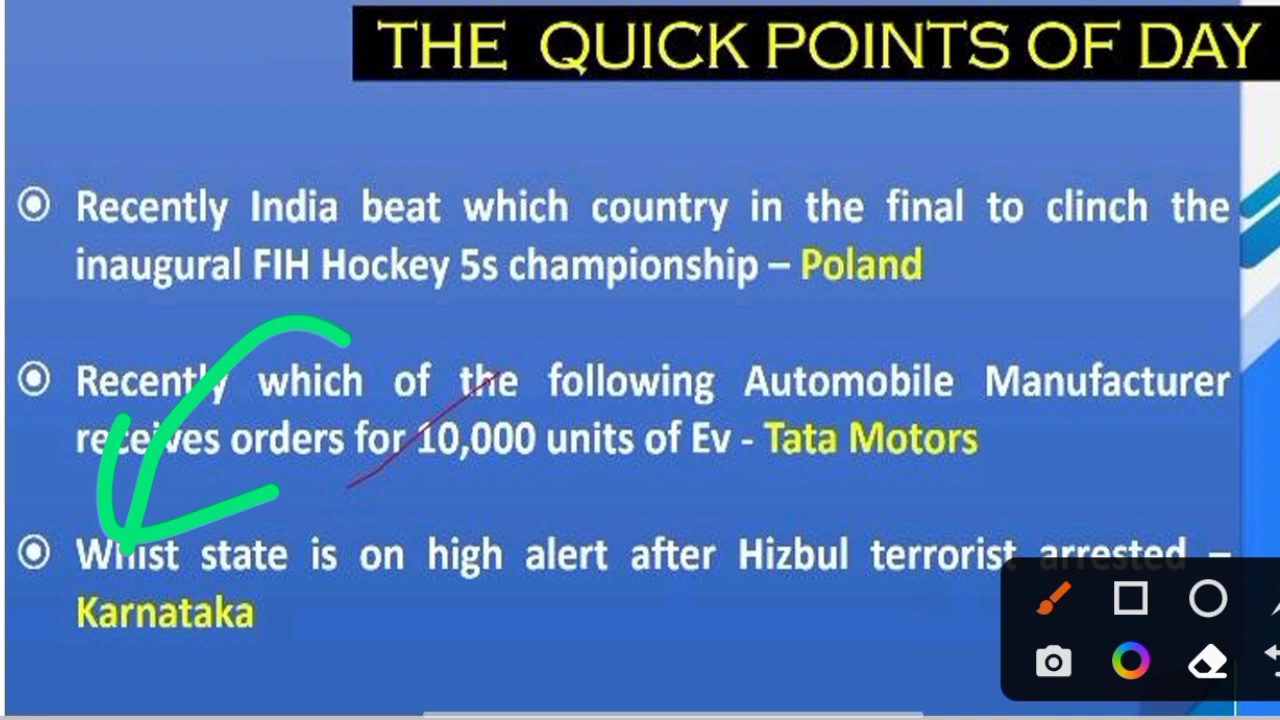 THE QUICK POINTS OF DAY
Recently India beat which country in the final to clinch the
inaugural FIH Hockey 5s championship – Poland
Recently which of the following Automobile Manufacturer
receives orders for 10,000 units of Ev - Tata Motors
Whist state is on high alert after Hizbul terrorist arrested –
Karnataka